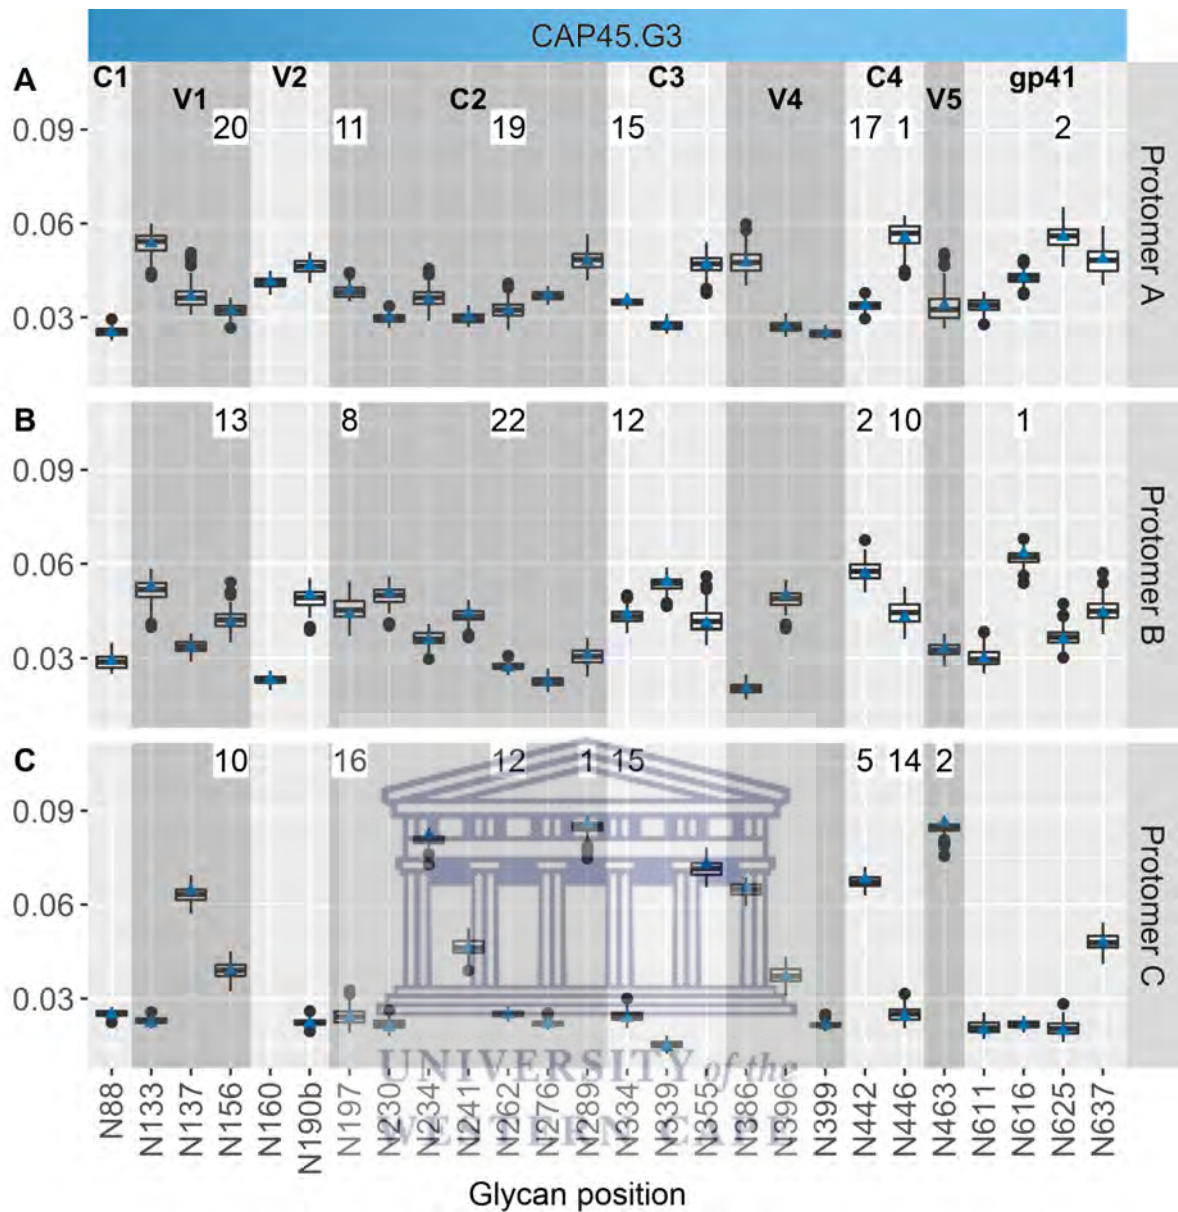 CAP45.G3
A C1 V1 V2 C2 C3 V4 C4 V5 gp41
20 11 19 15 17 1 2
0.09
0.06
0.03
Protomer A
B 13 8 22 12 2 10 1
0.09
0.06
0.03
Protomer B
C 10 16 12 1 15 5 14 2
0.09
0.06
0.03
Protomer C
UNIVERSITY of the
WESTERN CAPE
N88 N133 N137 N156 N160 N190b N197 N230 N234 N241 N262 N276 N289 N334 N339 N355 N386 N396 N399 N442 N446 N463 N611 N616 N625 N637
Glycan position